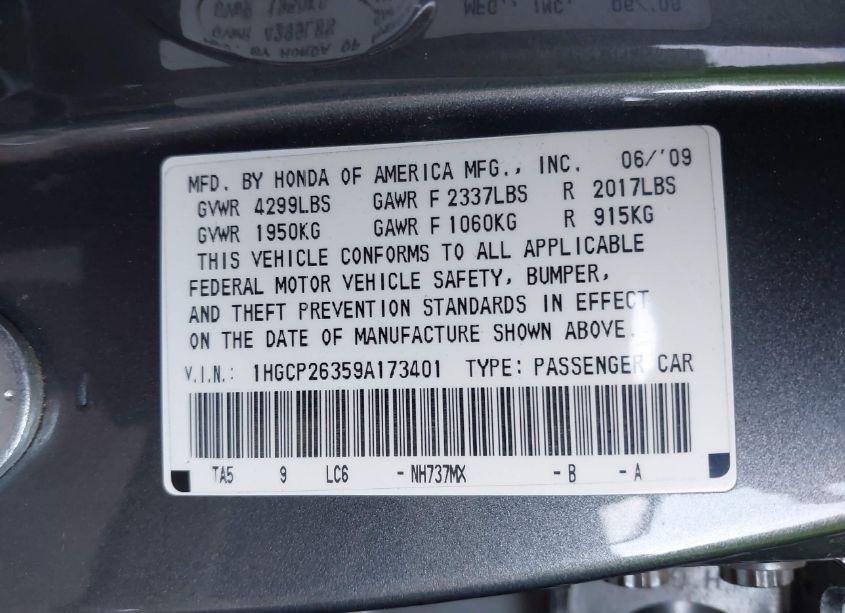 MFD. BY HONDA OF AMERICA MFG., INC. 06/'09
GVWR 4299LBS GAWR F 2337LBS R 2017LBS
GVWR 1950KG GAWR F 1060KG R 915KG
THIS VEHICLE CONFORMS TO ALL APPLICABLE
FEDERAL MOTOR VEHICLE SAFETY, BUMPER,
AND THEFT PREVENTION STANDARDS IN EFFECT
ON THE DATE OF MANUFACTURE SHOWN ABOVE.
V.I.N.: 1HGCP26359A173401 TYPE: PASSENGER CAR
TA5 9 LC6 - NH737MX - B - A